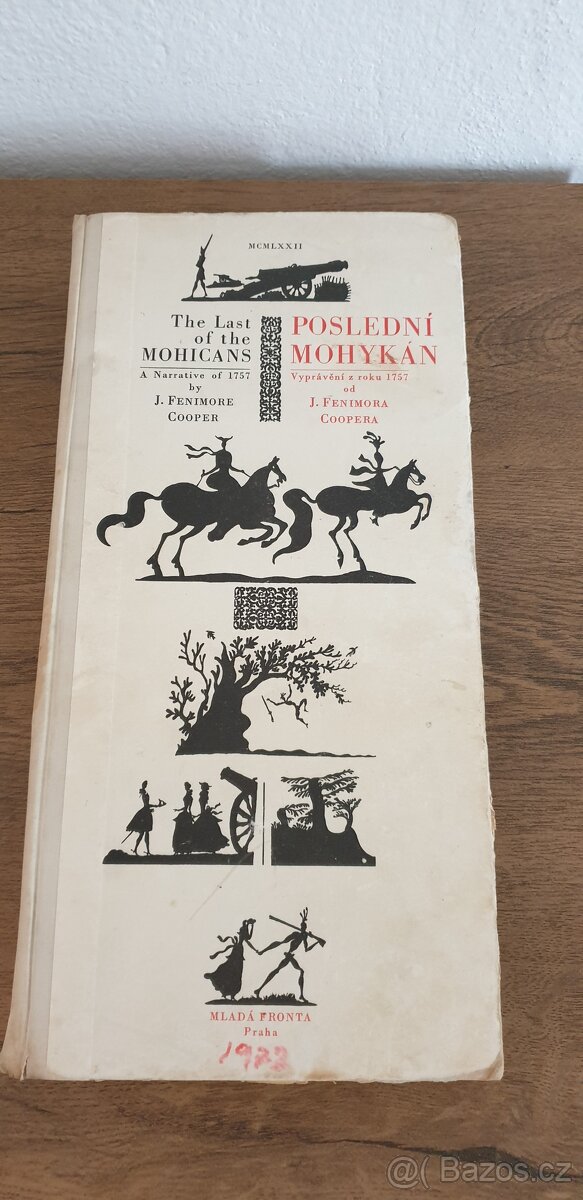 MCMLXXII
The Last
of the
MOHICANS
A Narrative of 1757
by
J. FENIMORE
COOPER
POSLEDNÍ
MOHYKÁN
Vyprávění z roku 1757
od
J. FENIMORA
COOPERA
MLADÁ FRONTA
Praha
1972
Bazos.cz